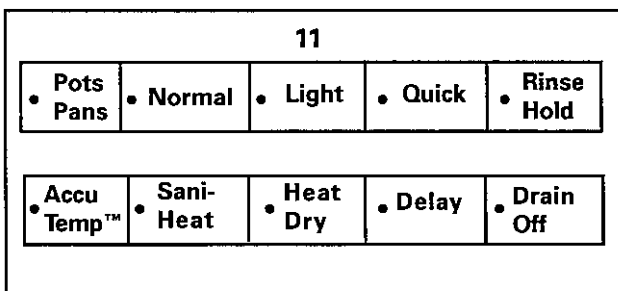 11
• Pots Pans • Normal • Light • Quick • Rinse Hold
• Accu Temp™ • Sani-Heat • Heat Dry • Delay • Drain Off